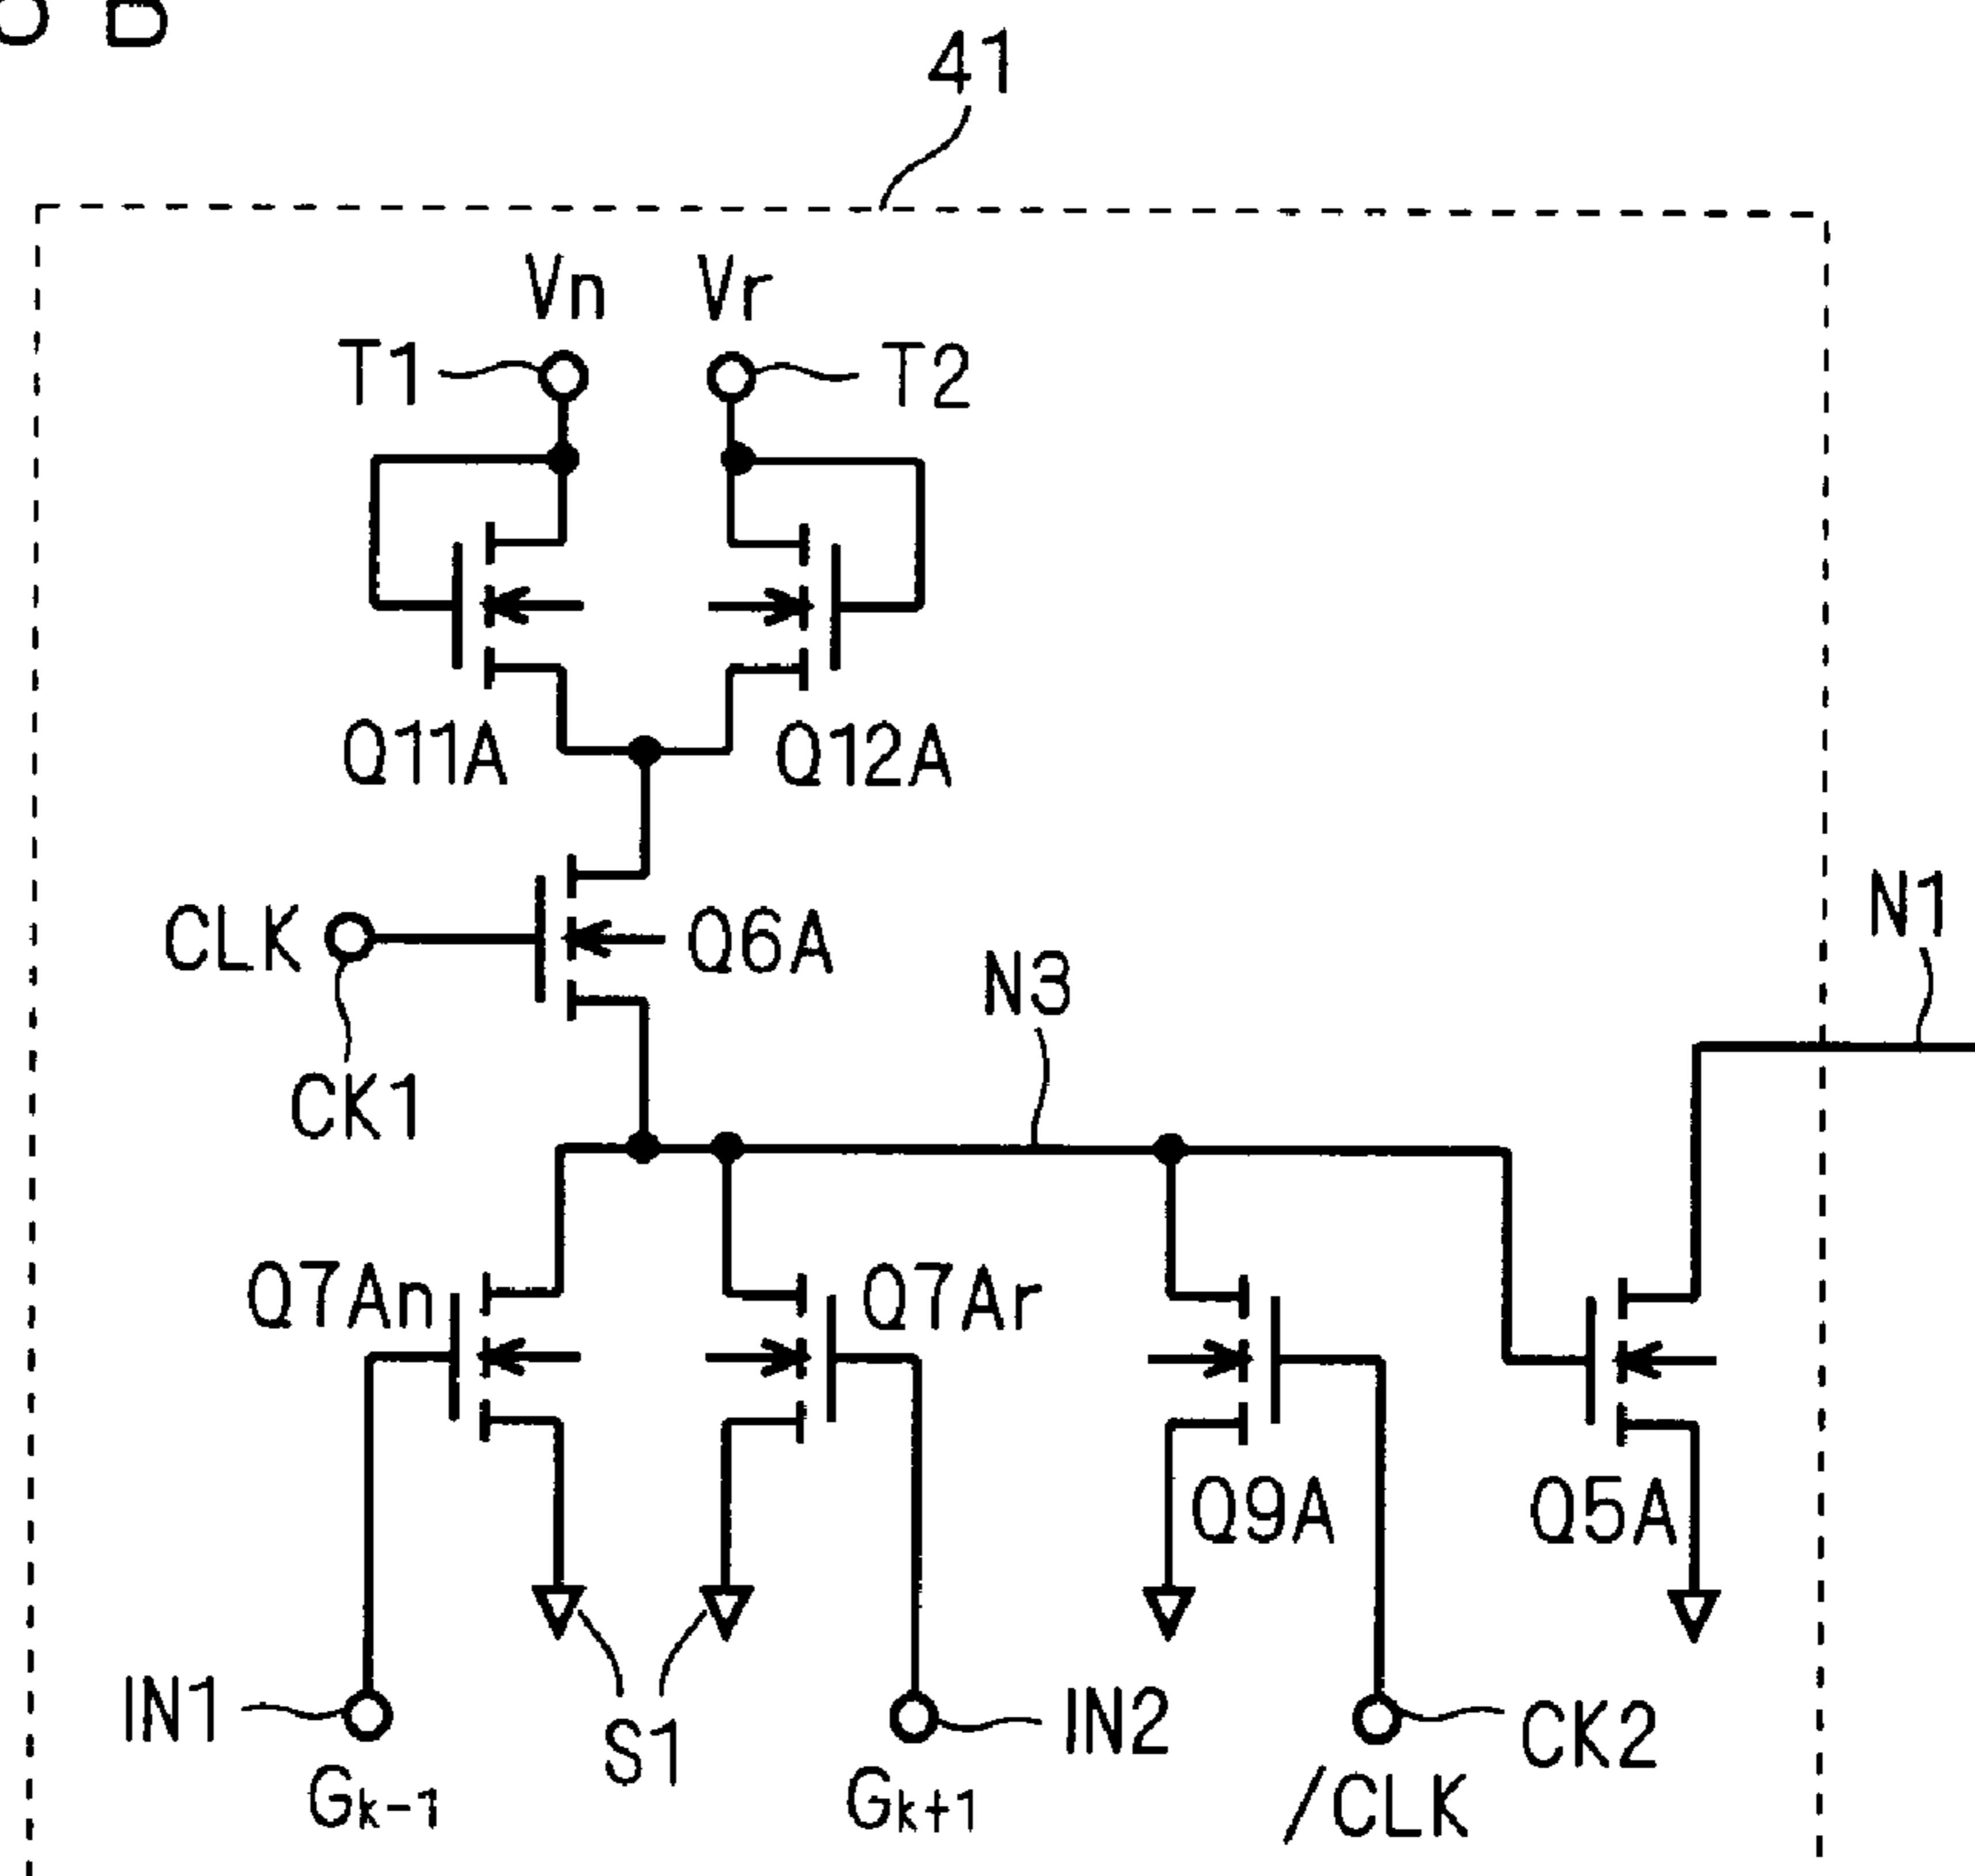 B
41
Vn Vr
T1 T2
Q11A Q12A
CLK Q6A
N1
N3
CK1
Q7An Q7Ar
Q9A Q5A
IN1 S1 IN2 CK2
Gk-1 Gk+1 /CLK